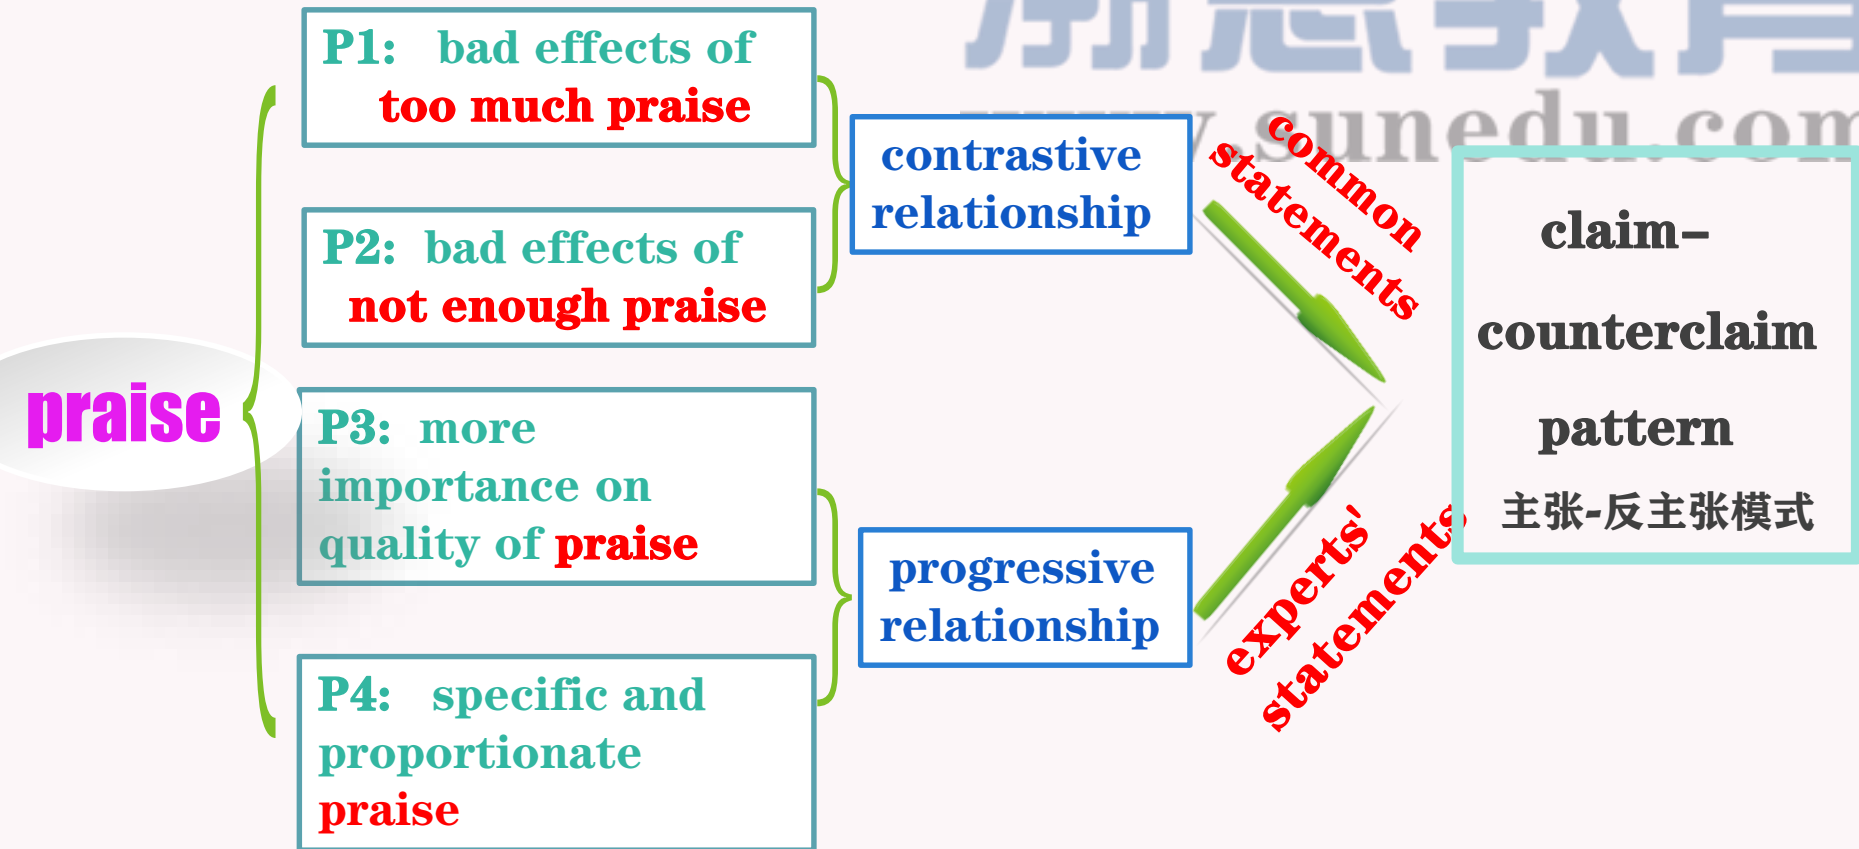 P1: bad effects of
too much praise
P2: bad effects of
not enough praise
praise
P3: more
importance on
quality of praise
P4: specific and
proportionate
praise
contrastive
relationship
progressive
relationship
common
statements
experts'
statements
.sunedu.com
claim–
counterclaim
pattern
主张-反主张模式